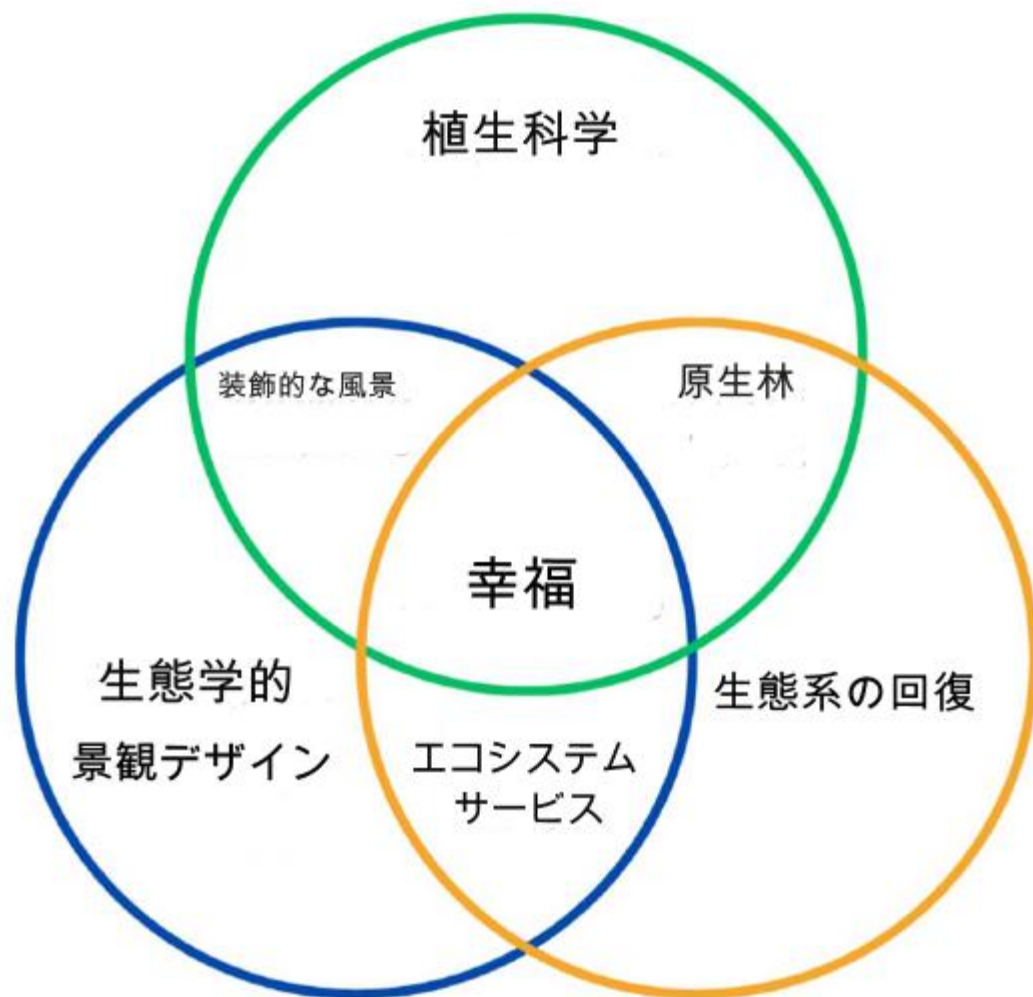 植生科学
装飾的な風景
原生林
幸福
生態学的
景観デザイン
生態系の回復
エコシステム
サービス